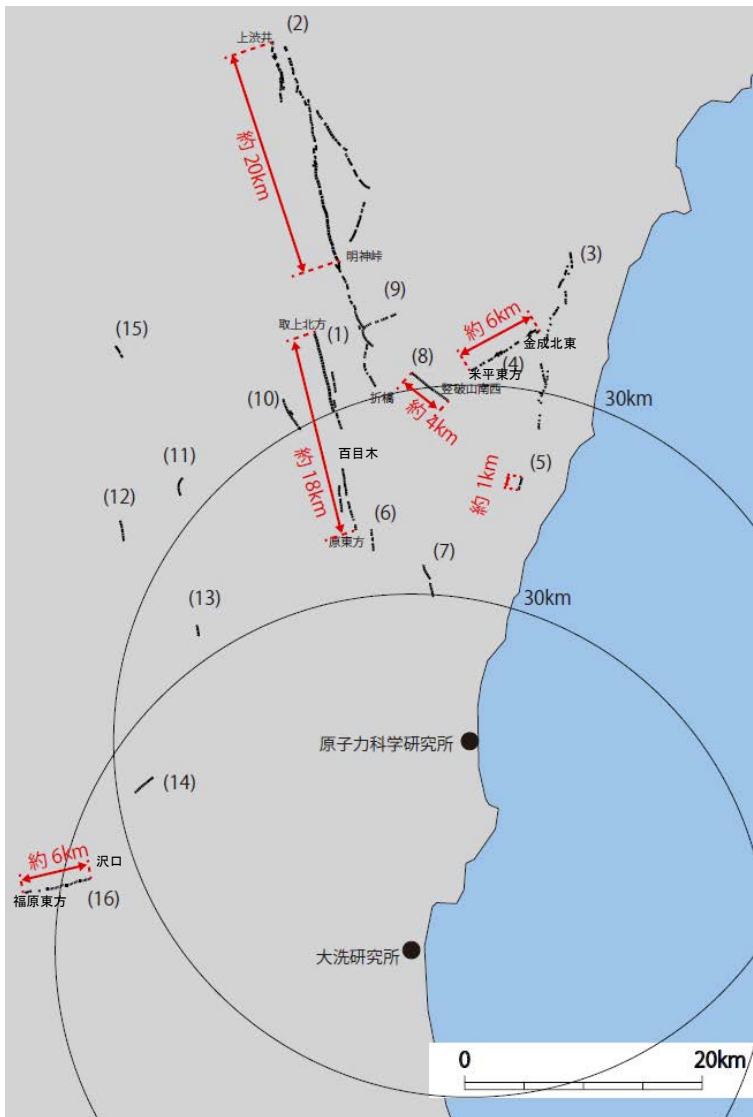 上渋井
(2)
約 20km
明神峠
(3)
(9)
約 6km
金成北東
(15)
取上北方
(1)
(8)
(4)
米平東方
竪破山南西
30km
(10)
折橋
約 4km
百目木
(11)
約 18km
約 1km
(5)
(12)
(6)
原東方
(7)
30km
(13)
原子力科学研究所
(14)
約 6km
沢口
福原東方
(16)
大洗研究所
0
20km